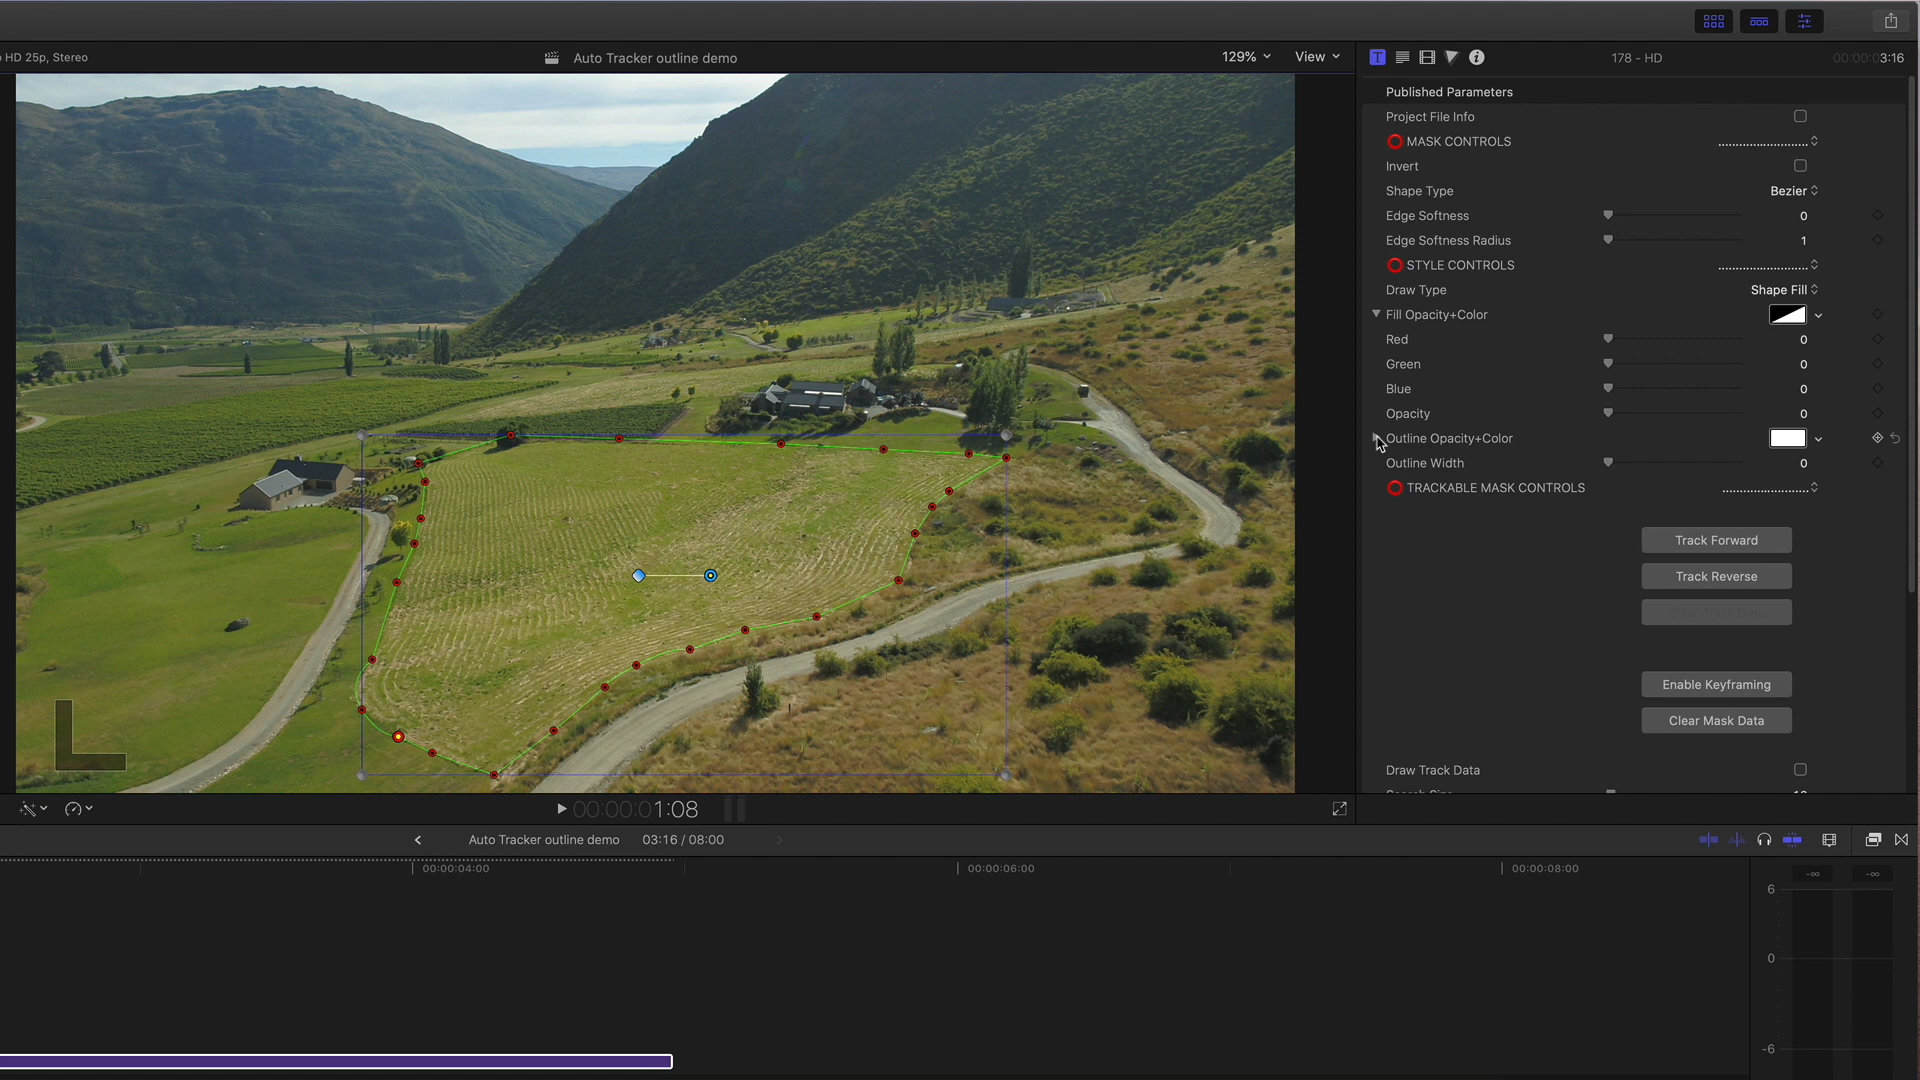 HD 25p, Stereo
Auto Tracker outline demo
129%
View
T
178 - HD
00:00:03:16
Published Parameters
Project File Info
MASK CONTROLS
Invert
Shape Type
Bezier
Edge Softness
0
Edge Softness Radius
1
STYLE CONTROLS
Draw Type
Shape Fill
Fill Opacity+Color
Red
0
Green
0
Blue
0
Opacity
0
Outline Opacity+Color
Outline Width
0
TRACKABLE MASK CONTROLS
Track Forward
Track Reverse
Enable Keyframing
Clear Mask Data
Draw Track Data
00:00:01:08
Auto Tracker outline demo
03:16 / 08:00
00:00:04:00
00:00:06:00
00:00:08:00
-∞
-∞
6
0
-6